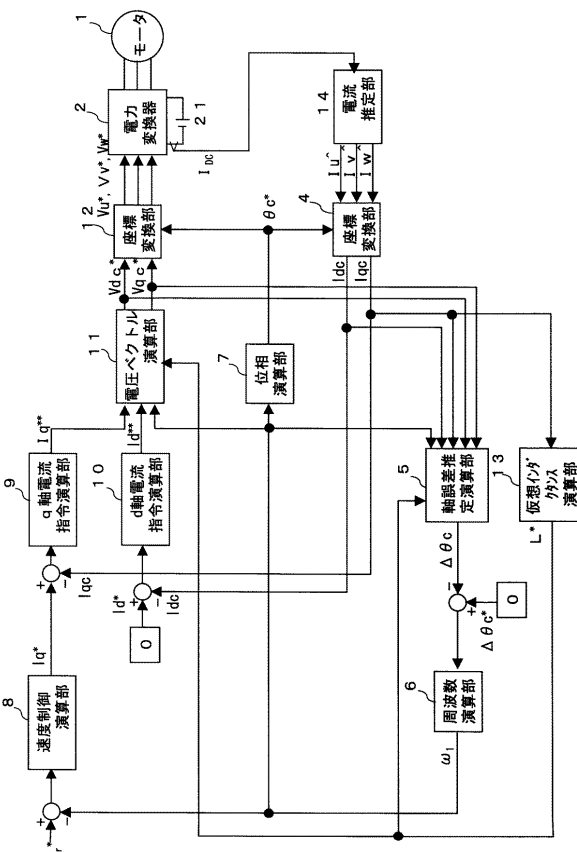 r*
+
−
8
速度制御
演算部
Iq*
+
−
Iqc
9
q軸電流
指令演算部
Iq**
0
Id*
+
−
Idc
10
d軸電流
指令演算部
Id**
11
電圧ベクトル
演算部
Vdc*
Vqc*
12
座標
変換部
Vu*, Vv*, Vw*
2
電力
変換器
21
1
モータ
I DC
7
位相
演算部
θc*
14
電流
推定部
Iu^
Iv^
Iw^
4
座標
変換部
Idc
Iqc
5
軸誤差推
定演算部
Δθc
−
+
0
Δθc*
6
周波数
演算部
ω1
13
仮想インダ
クタンス
演算部
L*